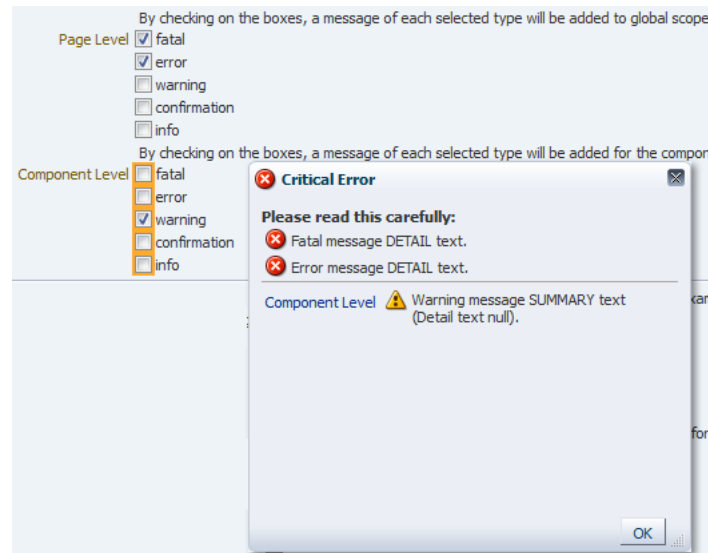 By checking on the boxes, a message of each selected type will be added to global scope
Page Level fatal
error
warning
confirmation
info
By checking on the boxes, a message of each selected type will be added for the compon
Component Level fatal
error
warning
confirmation
info
Critical Error
Please read this carefully:
Fatal message DETAIL text.
Error message DETAIL text.
Component Level Warning message SUMMARY text
(Detail text null).
OK